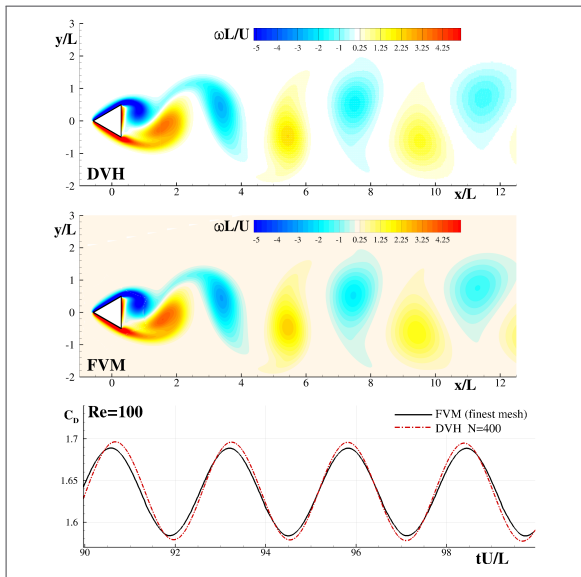 y/L
3
2
1
0
-1
-2
ωL/U
-5 -4 -3 -2 -1 0.25 1.25 2.25 3.25 4.25
DVH
0 2 4 6 8 10 12
x/L
y/L
3
2
1
0
-1
-2
ωL/U
-5 -4 -3 -2 -1 0.25 1.25 2.25 3.25 4.25
FVM
0 2 4 6 8 10 12
x/L
C_D Re=100
FVM (finest mesh)
DVH N=400
1.7
1.65
1.6
90 92 94 96 98
tU/L